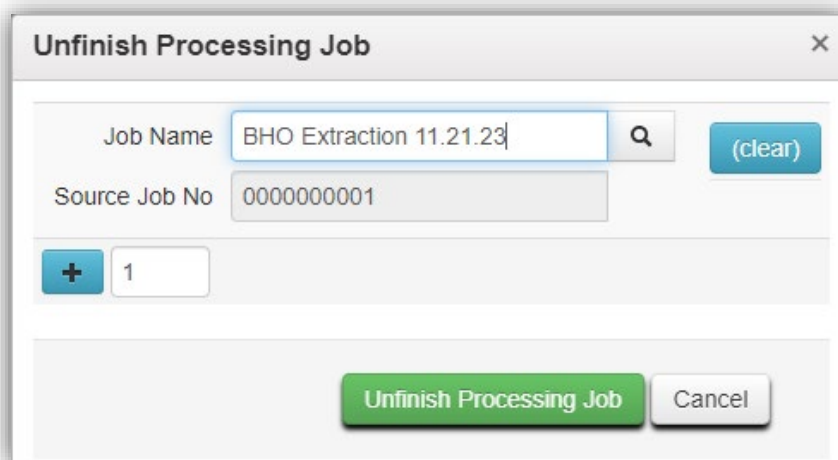 Unfinish Processing Job ×
Job Name BHO Extraction 11.21.23 (clear)
Source Job No 0000000001
+ 1
Unfinish Processing Job Cancel